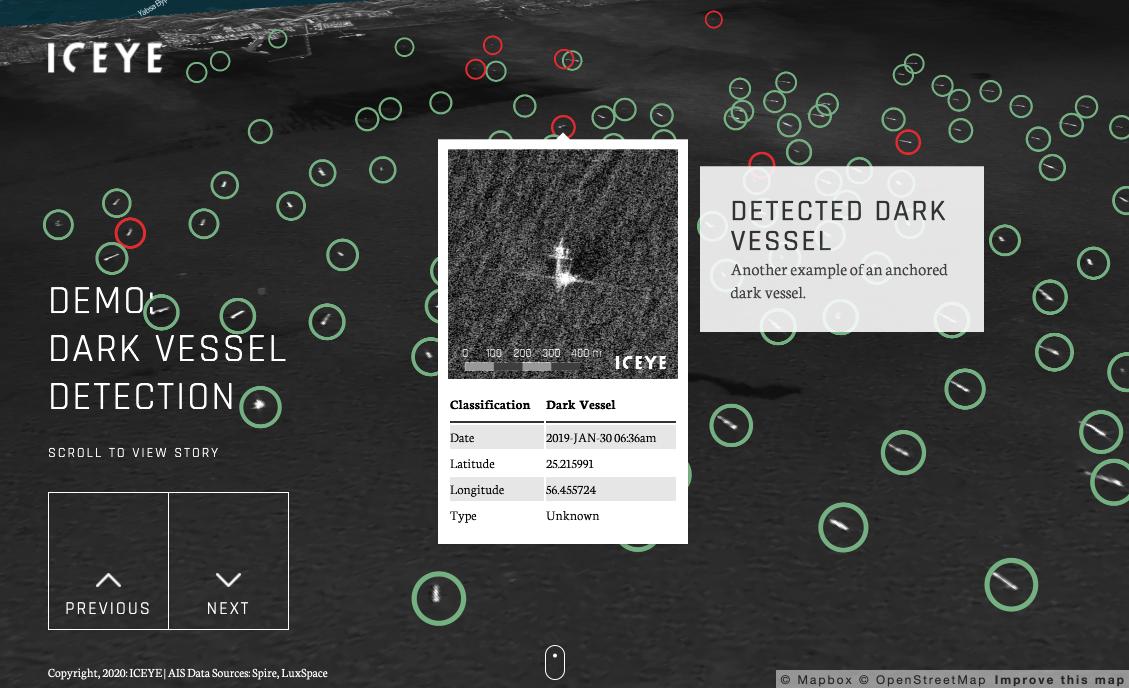 ICEYE
DEMO:
DARK VESSEL
DETECTION
SCROLL TO VIEW STORY
PREVIOUS
NEXT
Copyright, 2020: ICEYE | AIS Data Sources: Spire, LuxSpace
0 100 200 300 400 m
ICEYE
Classification Dark Vessel
Date 2019-JAN-30 06:36am
Latitude 25.215991
Longitude 56.455724
Type Unknown
DETECTED DARK
VESSEL
Another example of an anchored
dark vessel.
© Mapbox © OpenStreetMap Improve this map